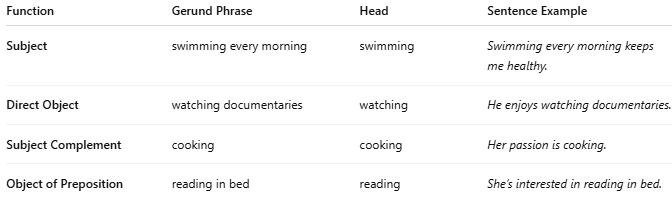 Function Gerund Phrase Head Sentence Example
Subject swimming every morning swimming Swimming every morning keeps
me healthy.
Direct Object watching documentaries watching He enjoys watching documentaries.
Subject Complement cooking cooking Her passion is cooking.
Object of Preposition reading in bed reading She's interested in reading in bed.